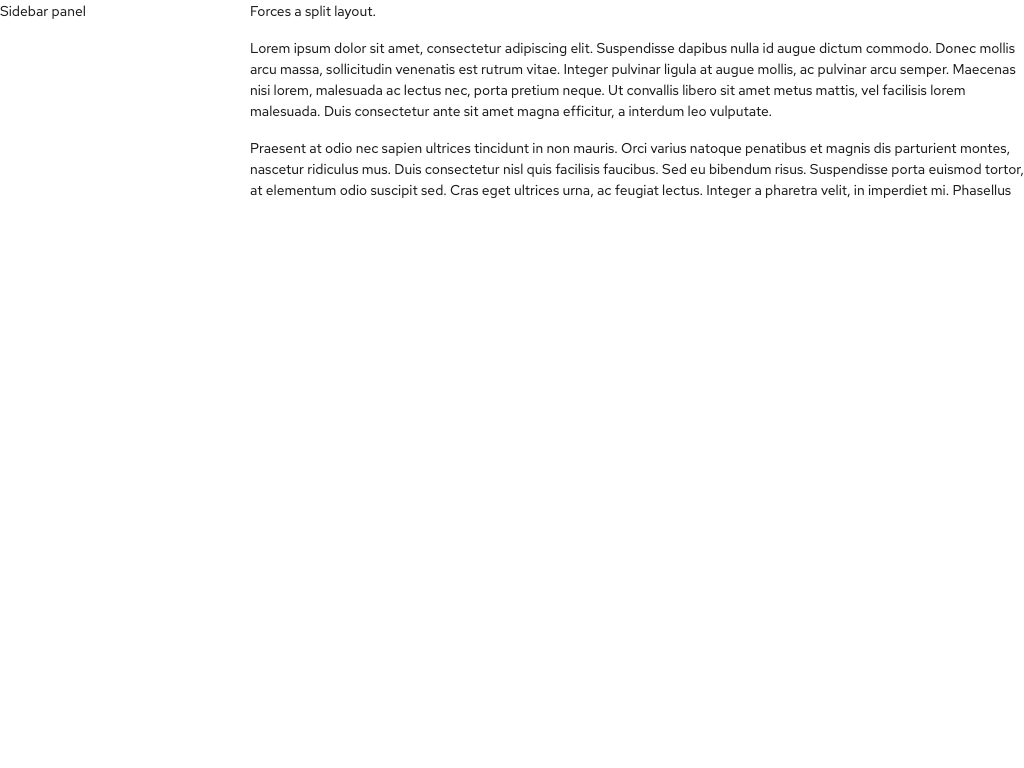 Sidebar panel
Forces a split layout.
Lorem ipsum dolor sit amet, consectetur adipiscing elit. Suspendisse dapibus nulla id augue dictum commodo. Donec mollis
arcu massa, sollicitudin venenatis est rutrum vitae. Integer pulvinar ligula at augue mollis, ac pulvinar arcu semper. Maecenas
nisi lorem, malesuada ac lectus nec, porta pretium neque. Ut convallis libero sit amet metus mattis, vel facilisis lorem
malesuada. Duis consectetur ante sit amet magna efficitur, a interdum leo vulputate.
Praesent at odio nec sapien ultrices tincidunt in non mauris. Orci varius natoque penatibus et magnis dis parturient montes,
nascetur ridiculus mus. Duis consectetur nisl quis facilisis faucibus. Sed eu bibendum risus. Suspendisse porta euismod tortor,
at elementum odio suscipit sed. Cras eget ultrices urna, ac feugiat lectus. Integer a pharetra velit, in imperdiet mi. Phasellus